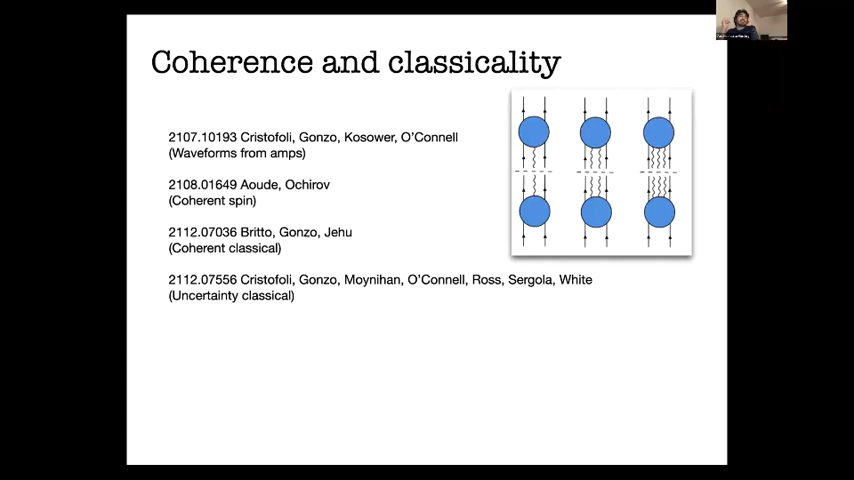 Coherence and classicality
2107.10193 Cristofoli, Gonzo, Kosower, O'Connell
(Waveforms from amps)
2108.01649 Aoude, Ochirov
(Coherent spin)
2112.07036 Britto, Gonzo, Jehu
(Coherent classical)
2112.07556 Cristofoli, Gonzo, Moynihan, O'Connell, Ross, Sergola, White
(Uncertainty classical)